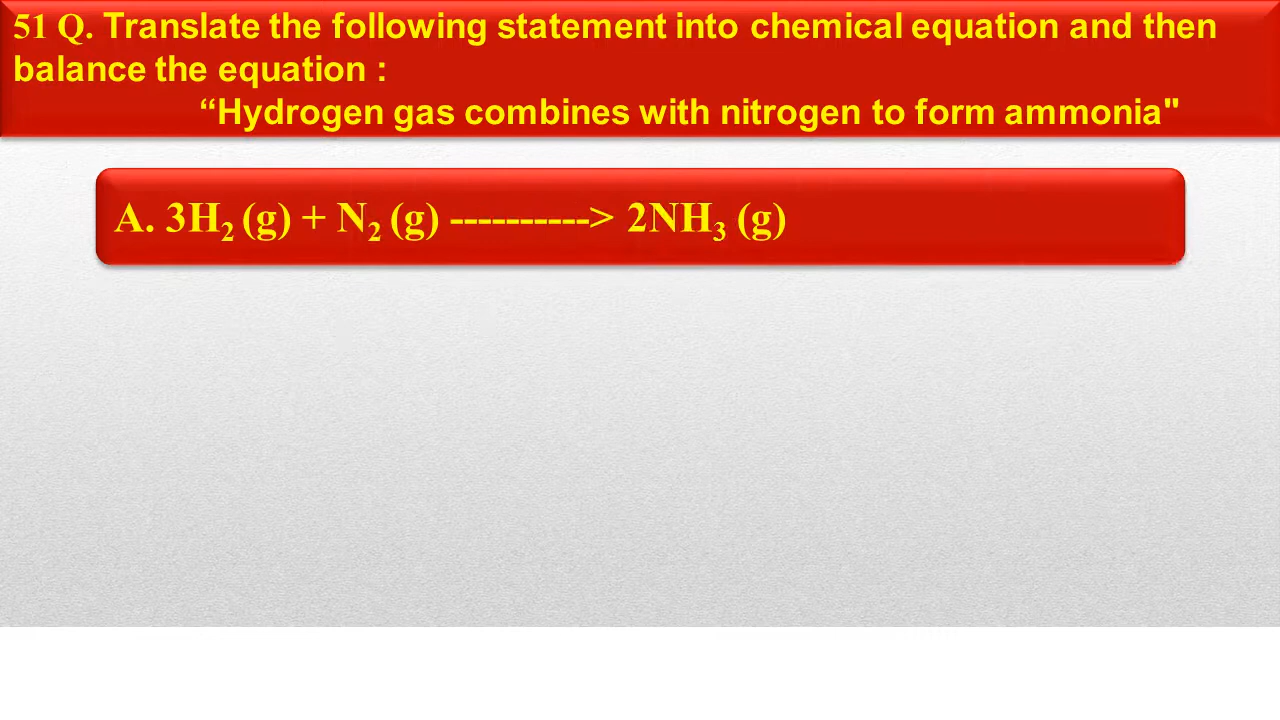 51 Q. Translate the following statement into chemical equation and then
balance the equation :
“Hydrogen gas combines with nitrogen to form ammonia"
A. 3H₂ (g) + N₂ (g) ----------> 2NH₃ (g)